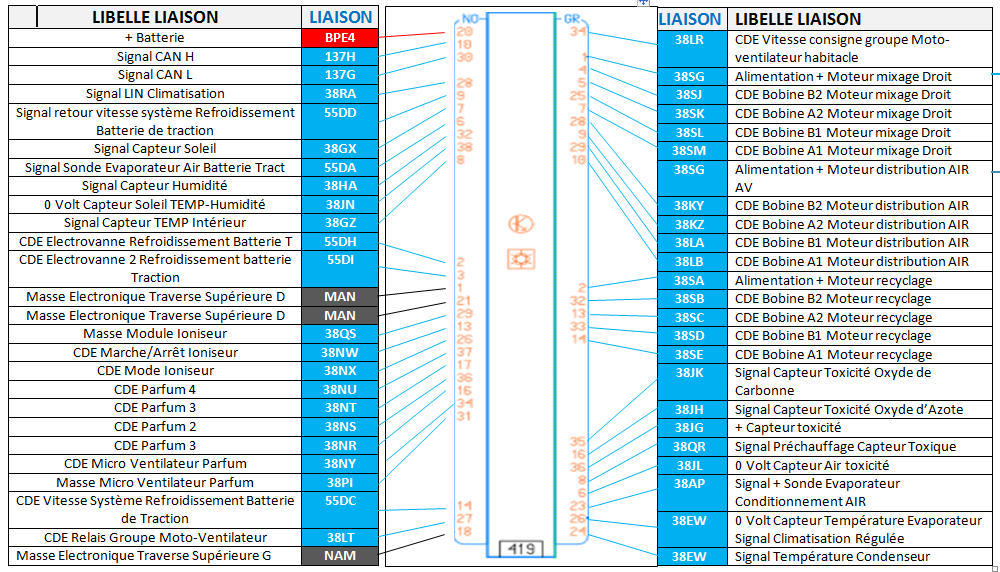 LIBELLE LIAISON LIAISON
+ Batterie BPE4
Signal CAN H 137H
Signal CAN L 137G
Signal LIN Climatisation 38RA
Signal retour vitesse système Refroidissement 55DD
Batterie de traction
Signal Capteur Soleil 38GX
Signal Sonde Evaporateur Air Batterie Tract 55DA
Signal Capteur Humidité 38HA
0 Volt Capteur Soleil TEMP-Humidité 38JN
Signal Capteur TEMP Intérieur 38GZ
CDE Electrovanne Refroidissement Batterie T 55DH
CDE Electrovanne 2 Refroidissement batterie 55DI
Traction
Masse Electronique Traverse Supérieure D MAN
Masse Electronique Traverse Supérieure D MAN
Masse Module Ioniseur 38QS
CDE Marche/Arrêt Ioniseur 38NW
CDE Mode Ioniseur 38NX
CDE Parfum 4 38NU
CDE Parfum 3 38NT
CDE Parfum 2 38NS
CDE Parfum 3 38NR
CDE Micro Ventilateur Parfum 38NY
Masse Micro Ventilateur Parfum 38PI
CDE Vitesse Système Refroidissement Batterie 55DC
de Traction
CDE Relais Groupe Moto-Ventilateur 38LT
Masse Electronique Traverse Supérieure G NAM
NO
20
19
30
28
9
7
6
32
38
8
2
3
1
21
29
13
26
37
17
36
16
34
31
14
27
18
GR
34
1
4
5
25
7
28
9
29
10
2
32
13
33
14
35
16
36
8
6
23
26
24
K
419
LIAISON LIBELLE LIAISON
38LR CDE Vitesse consigne groupe Moto-
ventilateur habitacle
38SG Alimentation + Moteur mixage Droit
38SJ CDE Bobine B2 Moteur mixage Droit
38SK CDE Bobine A2 Moteur mixage Droit
38SL CDE Bobine B1 Moteur mixage Droit
38SM CDE Bobine A1 Moteur mixage Droit
38SG Alimentation + Moteur distribution AIR
AV
38KY CDE Bobine B2 Moteur distribution AIR
38KZ CDE Bobine A2 Moteur distribution AIR
38LA CDE Bobine B1 Moteur distribution AIR
38LB CDE Bobine A1 Moteur distribution AIR
38SA Alimentation + Moteur recyclage
38SB CDE Bobine B2 Moteur recyclage
38SC CDE Bobine A2 Moteur recyclage
38SD CDE Bobine B1 Moteur recyclage
38SE CDE Bobine A1 Moteur recyclage
38JK Signal Capteur Toxicité Oxyde de
Carbonne
38JH Signal Capteur Toxicité Oxyde d'Azote
38JG + Capteur toxicité
38QR Signal Préchauffage Capteur Toxique
38JL 0 Volt Capteur Air toxicité
38AP Signal + Sonde Evaporateur
Conditionnement AIR
38EW 0 Volt Capteur Température Evaporateur
Signal Climatisation Régulée
38EW Signal Température Condenseur